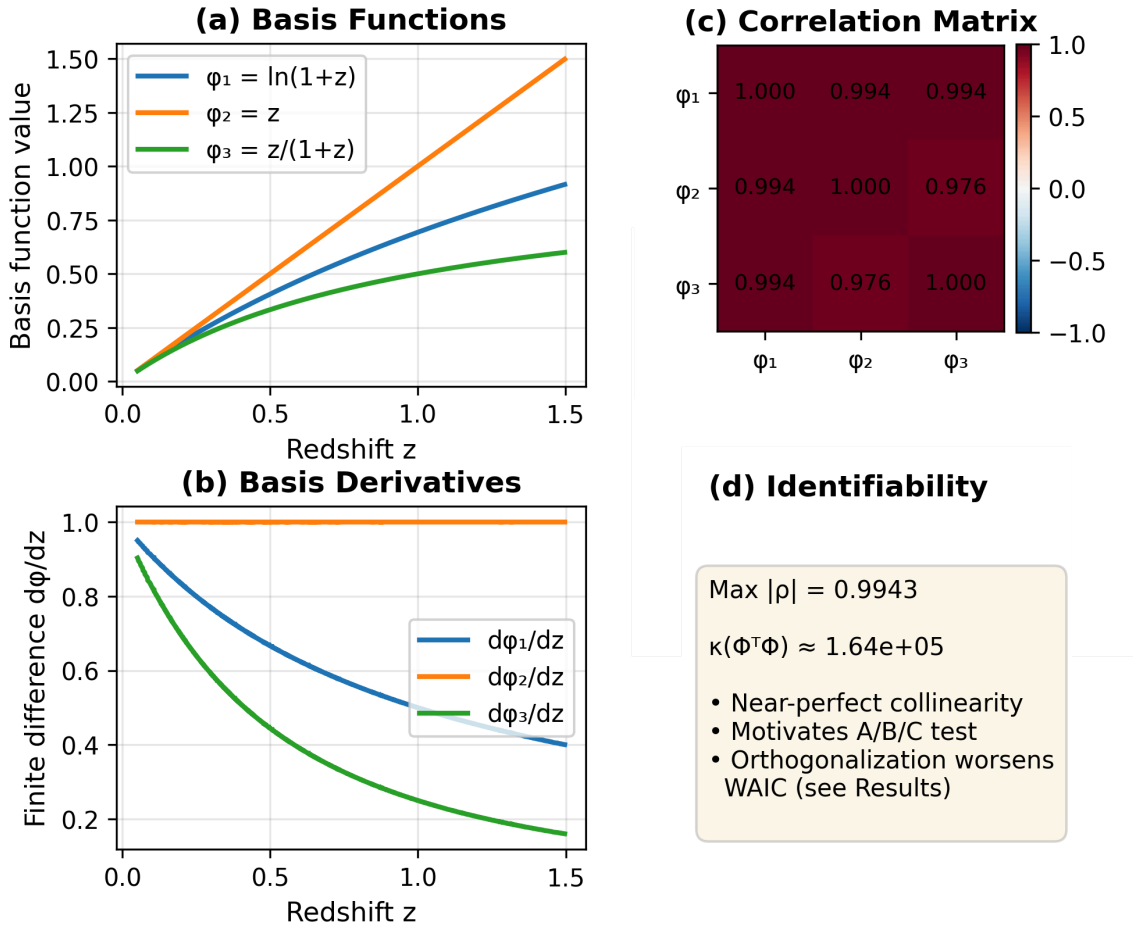 (a) Basis Functions
Basis function value
1.50
1.25
1.00
0.75
0.50
0.25
0.00
φ₁ = ln(1+z)
φ₂ = z
φ₃ = z/(1+z)
0.0 0.5 1.0 1.5
Redshift z
(c) Correlation Matrix
φ₁ 1.000 0.994 0.994
φ₂ 0.994 1.000 0.976
φ₃ 0.994 0.976 1.000
φ₁ φ₂ φ₃
1.0
0.5
0.0
−0.5
−1.0
(b) Basis Derivatives
Finite difference dφ/dz
1.0
0.8
0.6
0.4
0.2
dφ₁/dz
dφ₂/dz
dφ₃/dz
0.0 0.5 1.0 1.5
Redshift z
(d) Identifiability
Max |ρ| = 0.9943
κ(ΦᵀΦ) ≈ 1.64e+05
• Near-perfect collinearity
• Motivates A/B/C test
• Orthogonalization worsens
WAIC (see Results)